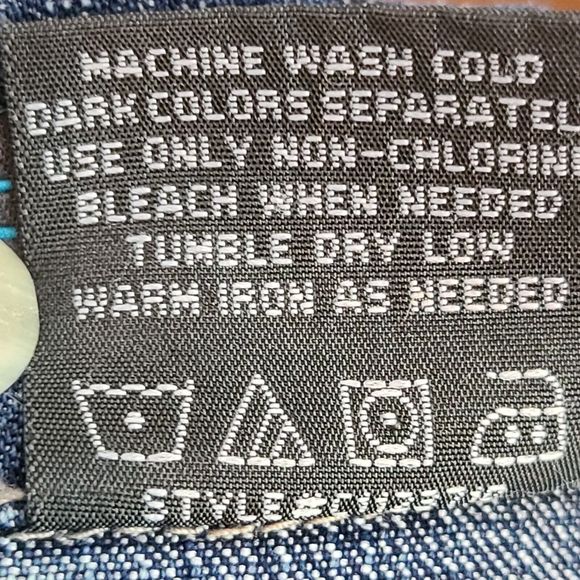 MACHINE WASH COLD
DARK COLORS SEPARATEL
USE ONLY NON-CHLORINE
BLEACH WHEN NEEDED
TUMBLE DRY LOW
WARM IRON AS NEEDED